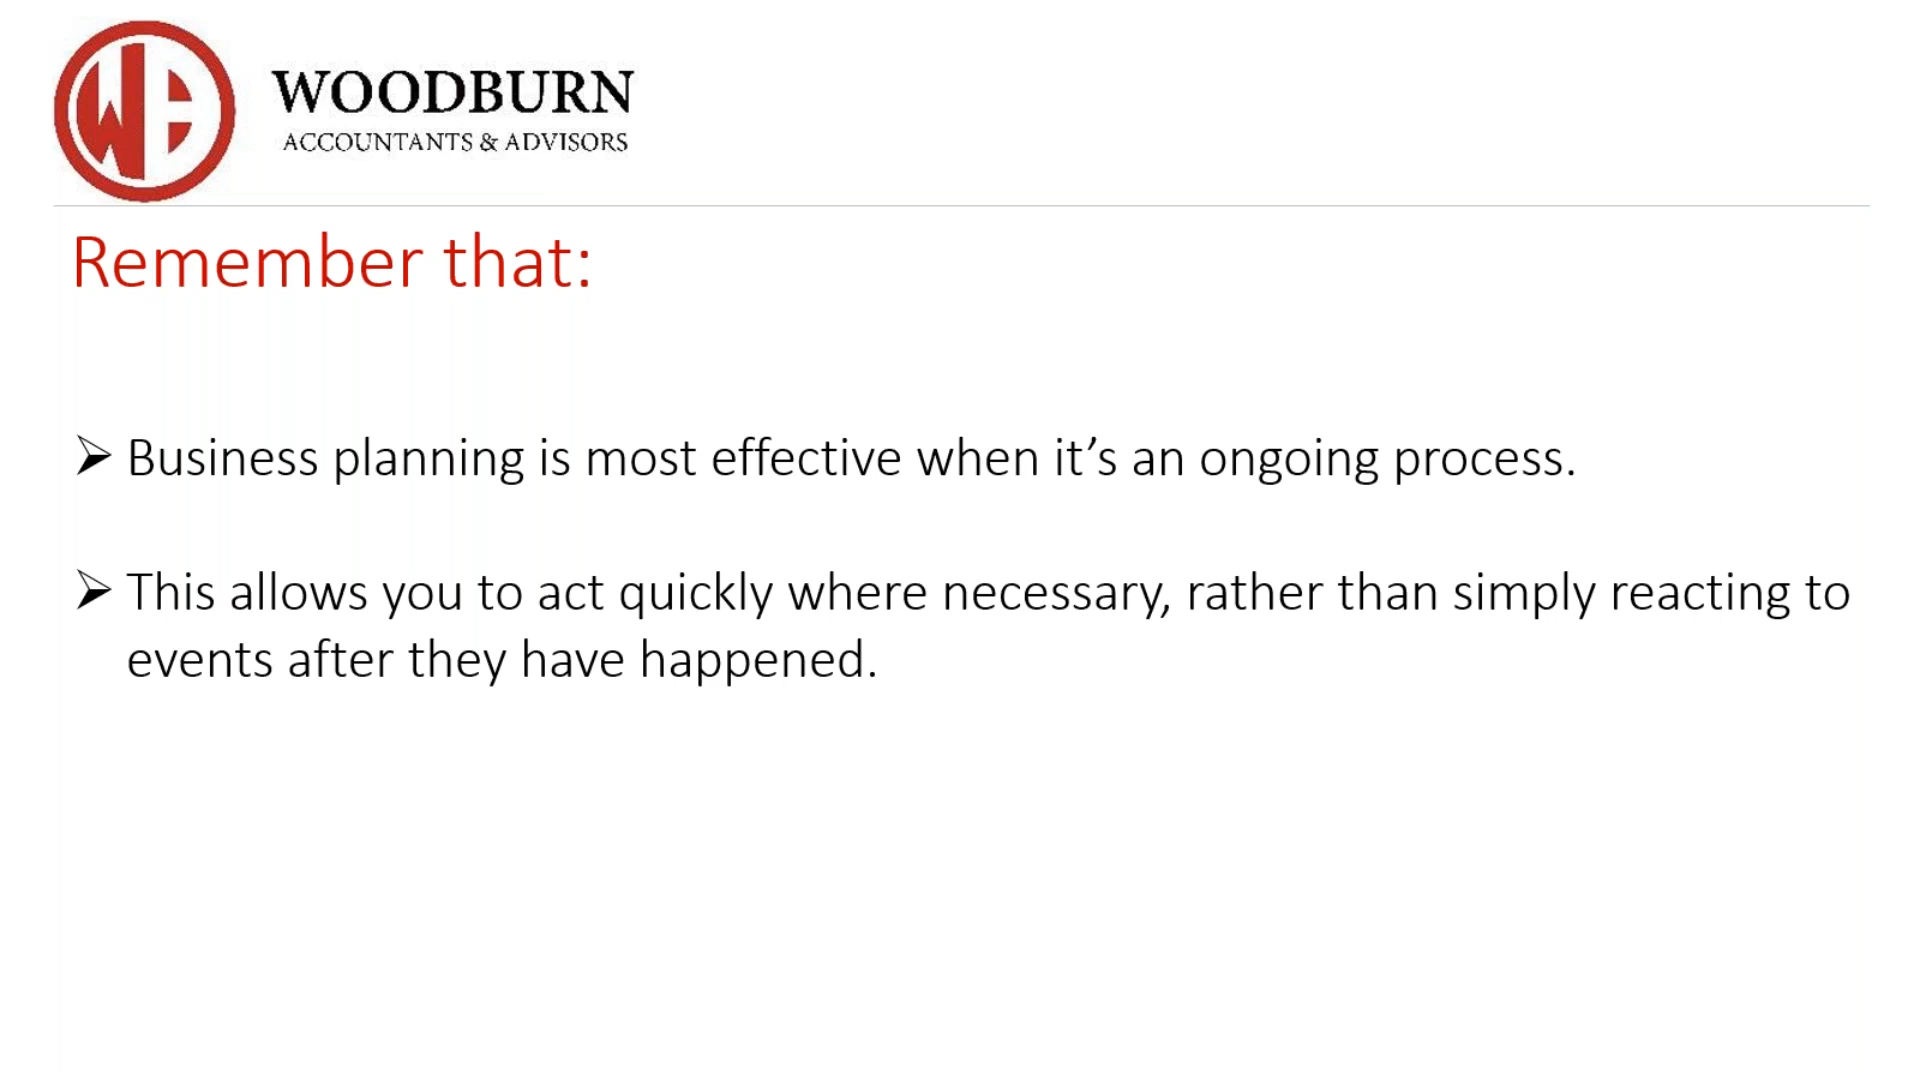 WOODBURN
ACCOUNTANTS & ADVISORS
Remember that:
➢ Business planning is most effective when it’s an ongoing process.
➢ This allows you to act quickly where necessary, rather than simply reacting to
events after they have happened.